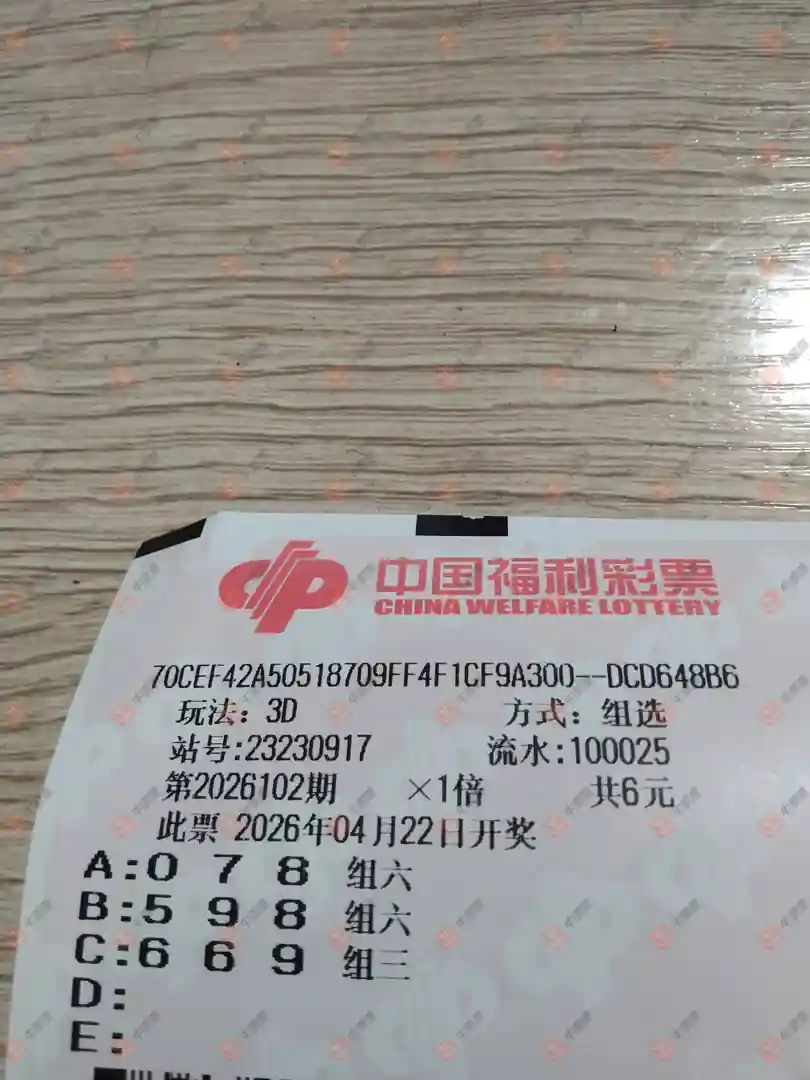 中国福利彩票
CHINA WELFARE LOTTERY
70CEF42A50518709FF4F1CF9A300--DCD648B6
玩法：3D 方式：组选
站号:23230917 流水:100025
第2026102期 ×1倍 共6元
此票 2026年04月22日开奖
A:0 7 8 组六
B:5 9 8 组六
C:6 6 9 组三
D:
E: